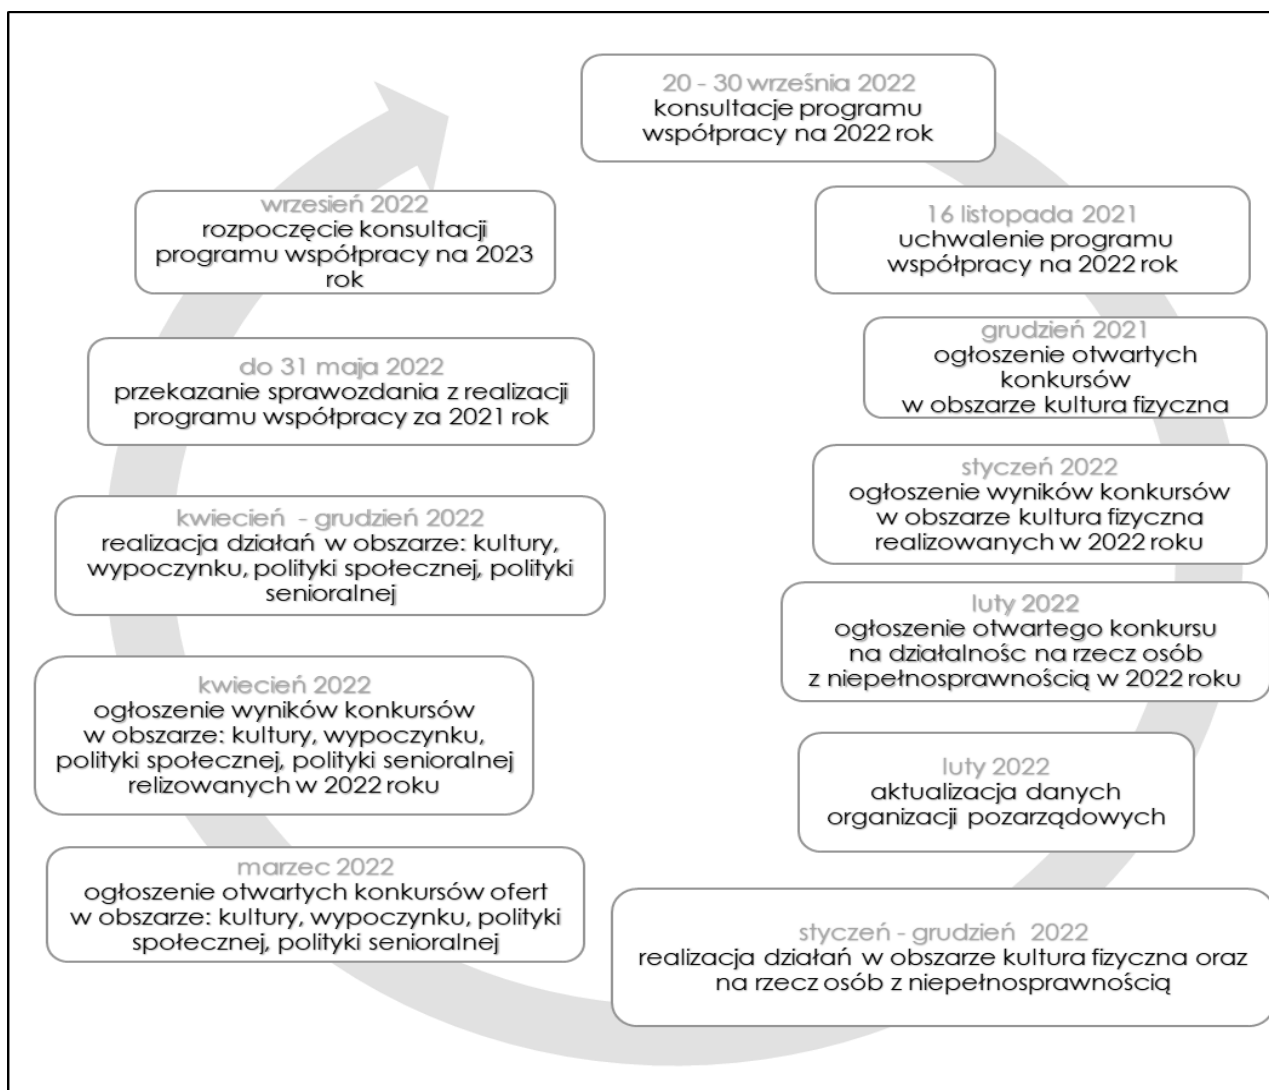 20 - 30 września 2022
konsultacje programu
współpracy na 2022 rok
16 listopada 2021
uchwalenie programu
współpracy na 2022 rok
grudzień 2021
ogłoszenie otwartych
konkursów
w obszarze kultura fizyczna
styczeń 2022
ogłoszenie wyników konkursów
w obszarze kultura fizyczna
realizowanych w 2022 roku
luty 2022
ogłoszenie otwartego konkursu
na działalnośc na rzecz osób
z niepełnosprawnością w 2022 roku
luty 2022
aktualizacja danych
organizacji pozarządowych
styczeń - grudzień 2022
realizacja działań w obszarze kultura fizyczna oraz
na rzecz osób z niepełnosprawnością
marzec 2022
ogłoszenie otwartych konkursów ofert
w obszarze: kultury, wypoczynku, polityki
społecznej, polityki senioralnej
kwiecień 2022
ogłoszenie wyników konkursów
w obszarze: kultury, wypoczynku,
polityki społecznej, polityki senioralnej
relizowanych w 2022 roku
kwiecień - grudzień 2022
realizacja działań w obszarze: kultury,
wypoczynku, polityki społecznej, polityki
senioralnej
do 31 maja 2022
przekazanie sprawozdania z realizacji
programu współpracy za 2021 rok
wrzesień 2022
rozpoczęcie konsultacji
programu współpracy na 2023
rok